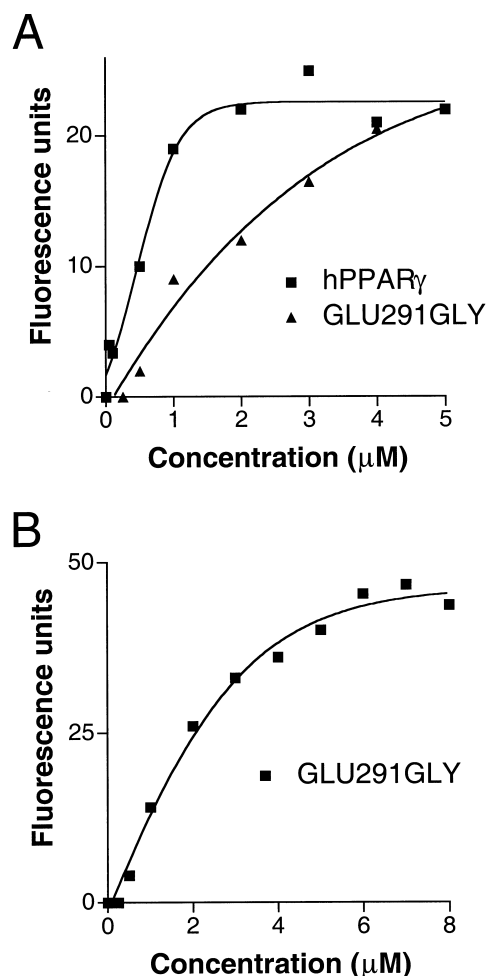 A
Fluorescence units
20
10
0
hPPARγ
GLU291GLY
0 1 2 3 4 5
Concentration (µM)
B
Fluorescence units
50
25
0
GLU291GLY
0 2 4 6 8
Concentration (µM)